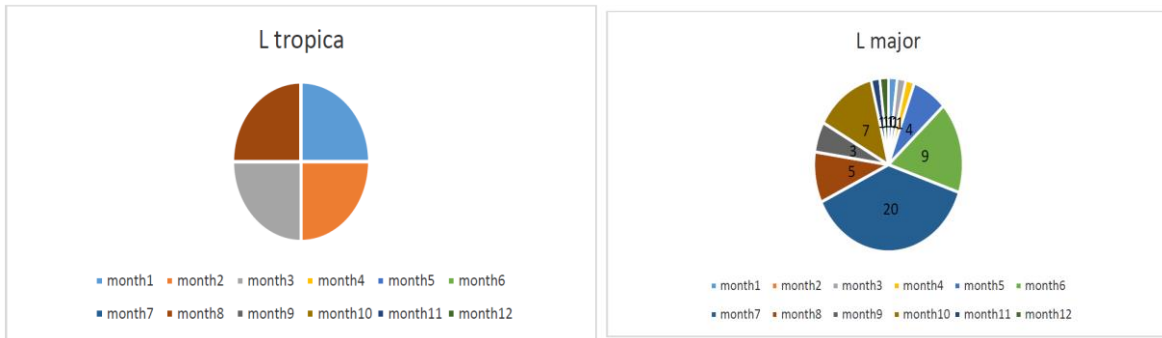 L tropica
month1 month2 month3 month4 month5 month6
month7 month8 month9 month10 month11 month12
L major
4
9
20
5
3
7
month1 month2 month3 month4 month5 month6
month7 month8 month9 month10 month11 month12